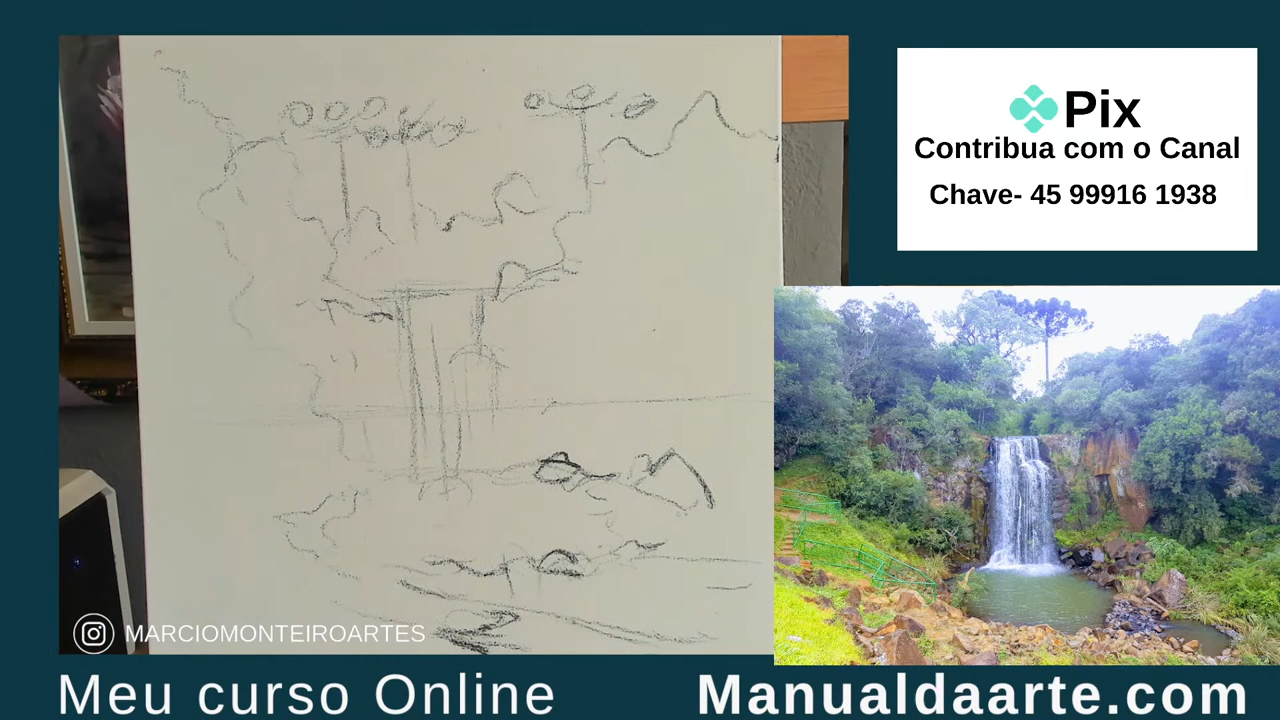 Pix
Contribua com o Canal
Chave- 45 99916 1938
MARCIOMONTEIROARTES
Meu curso Online
Manualdaarte.com